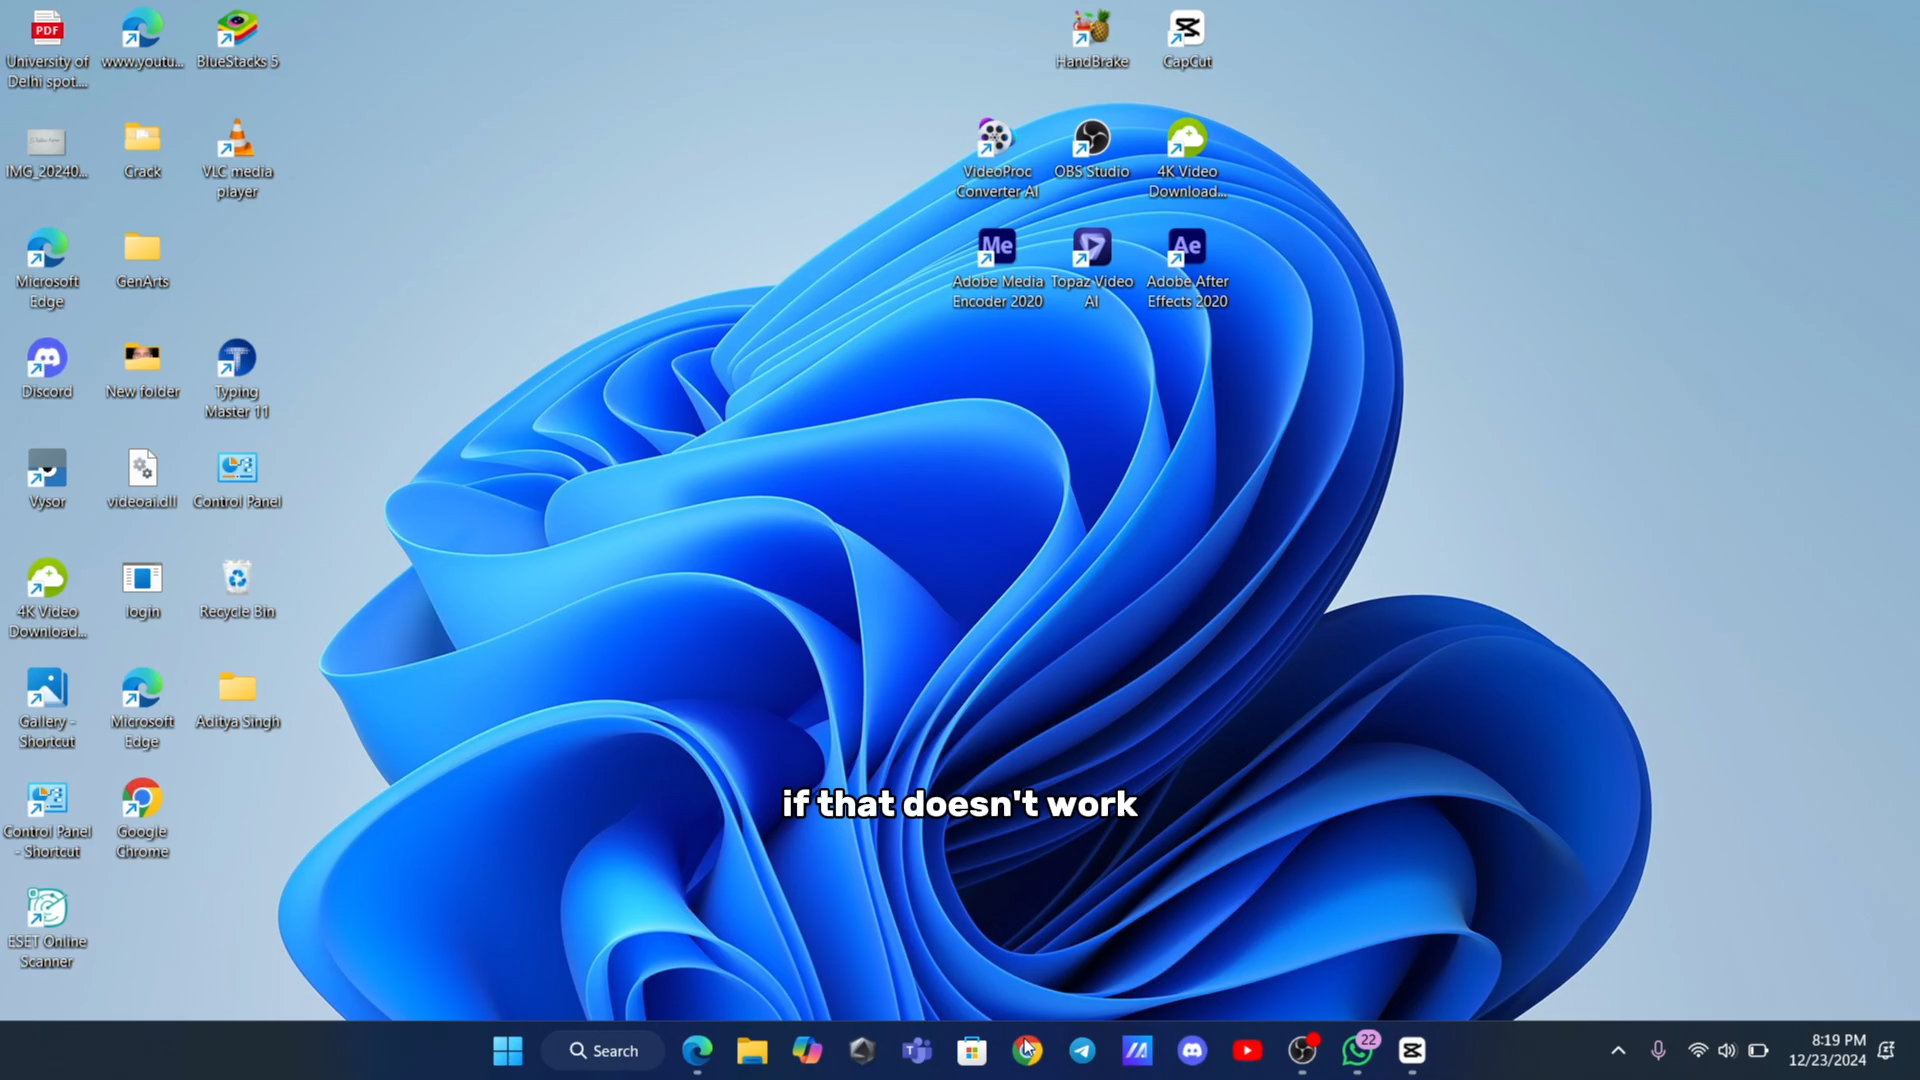 PDF
University of
Delhi spot....
www.youtu...
BlueStacks 5
HandBrake
CapCut
IMG_20240...
Crack
VLC media
player
VideoProc
Converter AI
OBS Studio
4K Video
Download...
Microsoft
Edge
GenArts
Me
Adobe Media
Encoder 2020
Topaz Video
AI
Ae
Adobe After
Effects 2020
Discord
New folder
Typing
Master 11
Vysor
videoai.dll
Control Panel
4K Video
Download...
login
Recycle Bin
Gallery -
Shortcut
Microsoft
Edge
Aditya Singh
Control Panel
- Shortcut
Google
Chrome
if that doesn't work
ESET Online
Scanner
Search
22
8:19 PM
12/23/2024